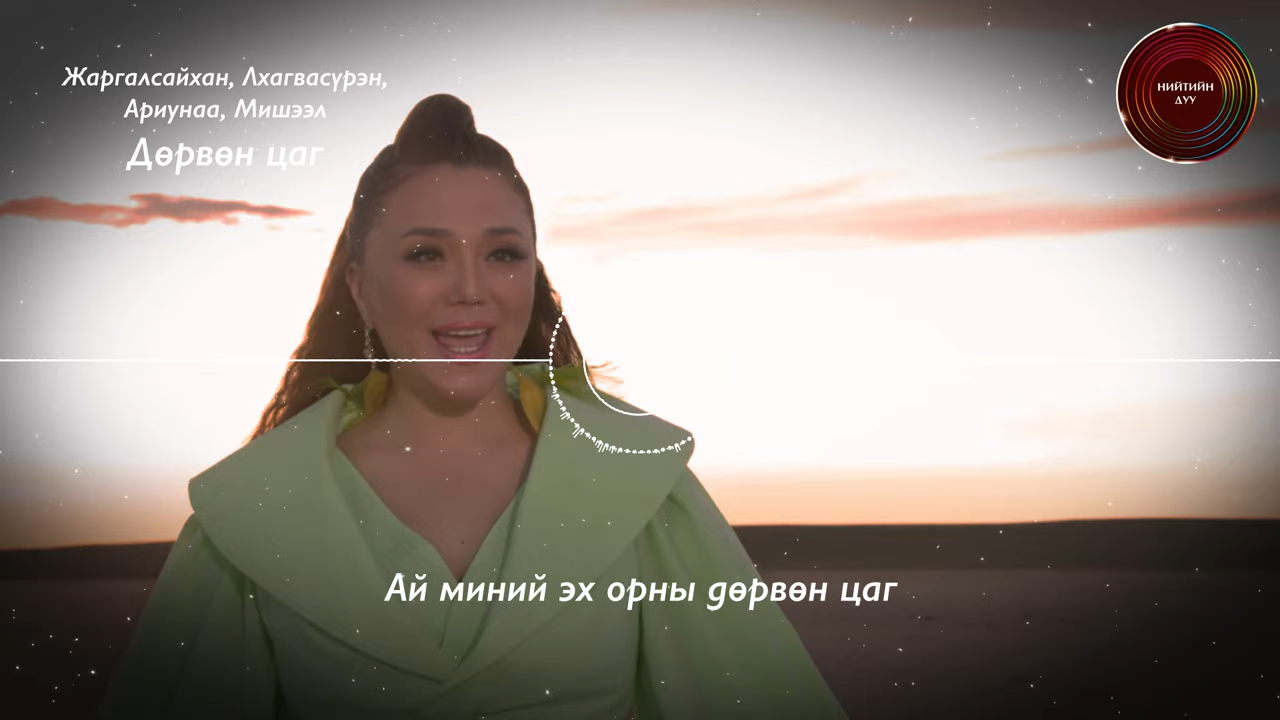 Жаргалсайхан, Лхагвасүрэн,
Ариунаа, Мишээл
Дөрвөн цаг
НИЙТИЙН
ДУУ
Ай миний эх орны дөрвөн цаг